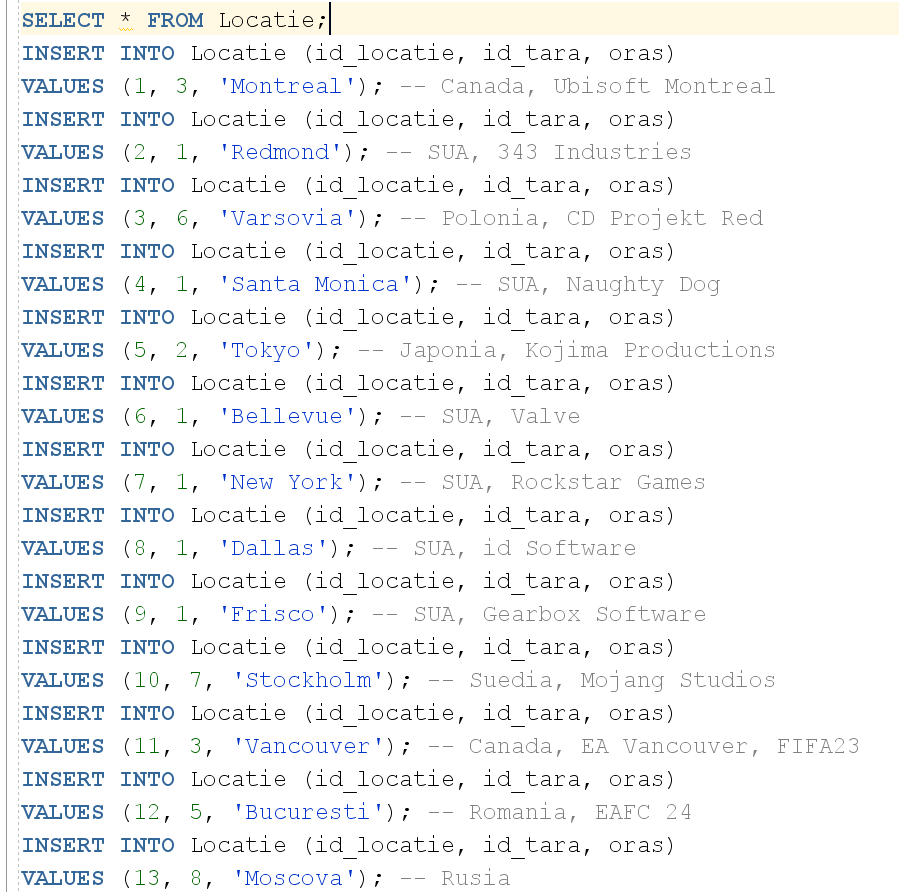 SELECT * FROM Locatie;
INSERT INTO Locatie (id_locatie, id_tara, oras)
VALUES (1, 3, 'Montreal'); -- Canada, Ubisoft Montreal
INSERT INTO Locatie (id_locatie, id_tara, oras)
VALUES (2, 1, 'Redmond'); -- SUA, 343 Industries
INSERT INTO Locatie (id_locatie, id_tara, oras)
VALUES (3, 6, 'Varsovia'); -- Polonia, CD Projekt Red
INSERT INTO Locatie (id_locatie, id_tara, oras)
VALUES (4, 1, 'Santa Monica'); -- SUA, Naughty Dog
INSERT INTO Locatie (id_locatie, id_tara, oras)
VALUES (5, 2, 'Tokyo'); -- Japonia, Kojima Productions
INSERT INTO Locatie (id_locatie, id_tara, oras)
VALUES (6, 1, 'Bellevue'); -- SUA, Valve
INSERT INTO Locatie (id_locatie, id_tara, oras)
VALUES (7, 1, 'New York'); -- SUA, Rockstar Games
INSERT INTO Locatie (id_locatie, id_tara, oras)
VALUES (8, 1, 'Dallas'); -- SUA, id Software
INSERT INTO Locatie (id_locatie, id_tara, oras)
VALUES (9, 1, 'Frisco'); -- SUA, Gearbox Software
INSERT INTO Locatie (id_locatie, id_tara, oras)
VALUES (10, 7, 'Stockholm'); -- Suedia, Mojang Studios
INSERT INTO Locatie (id_locatie, id_tara, oras)
VALUES (11, 3, 'Vancouver'); -- Canada, EA Vancouver, FIFA23
INSERT INTO Locatie (id_locatie, id_tara, oras)
VALUES (12, 5, 'Bucuresti'); -- Romania, EAFC 24
INSERT INTO Locatie (id_locatie, id_tara, oras)
VALUES (13, 8, 'Moscova'); -- Rusia